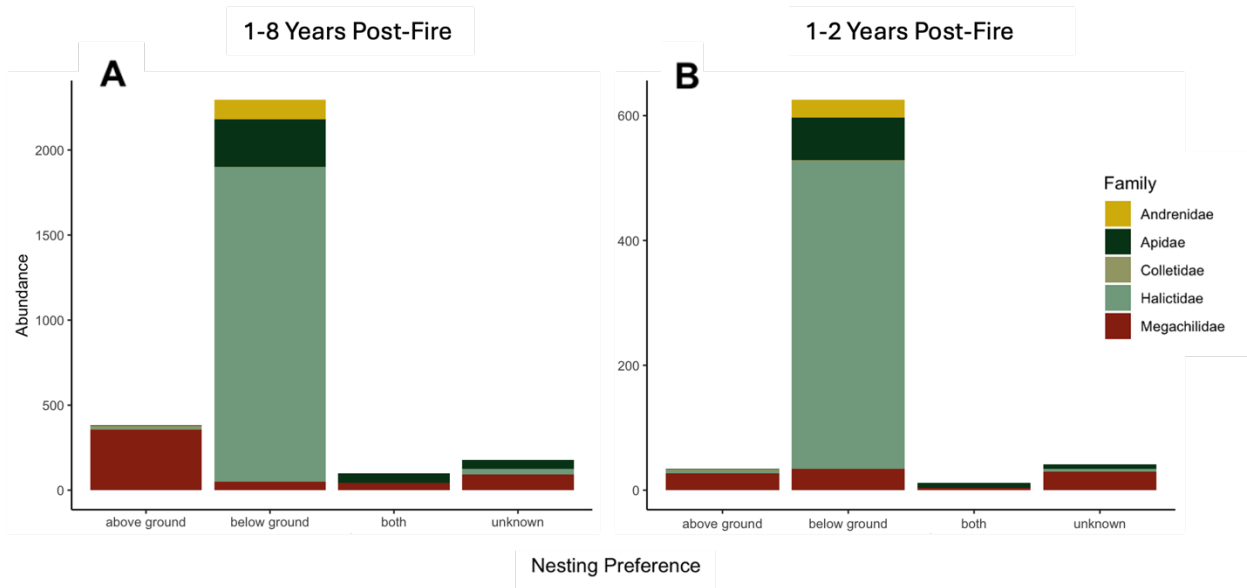 1-8 Years Post-Fire
1-2 Years Post-Fire
A
B
Abundance
2000
1500
1000
500
0
above ground
below ground
both
unknown
600
400
200
0
above ground
below ground
both
unknown
Family
Andrenidae
Apidae
Colletidae
Halictidae
Megachilidae
Nesting Preference